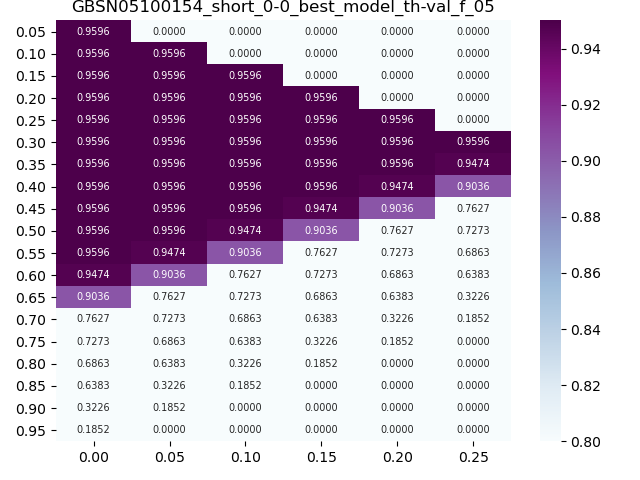 GBSN05100154_short_0-0_best_model_th-val_f_05
0.05 0.9596 0.0000 0.0000 0.0000 0.0000 0.0000
0.10 0.9596 0.9596 0.0000 0.0000 0.0000 0.0000
0.15 0.9596 0.9596 0.9596 0.0000 0.0000 0.0000
0.20 0.9596 0.9596 0.9596 0.9596 0.0000 0.0000
0.25 0.9596 0.9596 0.9596 0.9596 0.9596 0.0000
0.30 0.9596 0.9596 0.9596 0.9596 0.9596 0.9596
0.35 0.9596 0.9596 0.9596 0.9596 0.9596 0.9474
0.40 0.9596 0.9596 0.9596 0.9596 0.9474 0.9036
0.45 0.9596 0.9596 0.9596 0.9474 0.9036 0.7627
0.50 0.9596 0.9596 0.9474 0.9036 0.7627 0.7273
0.55 0.9596 0.9474 0.9036 0.7627 0.7273 0.6863
0.60 0.9474 0.9036 0.7627 0.7273 0.6863 0.6383
0.65 0.9036 0.7627 0.7273 0.6863 0.6383 0.3226
0.70 0.7627 0.7273 0.6863 0.6383 0.3226 0.1852
0.75 0.7273 0.6863 0.6383 0.3226 0.1852 0.0000
0.80 0.6863 0.6383 0.3226 0.1852 0.0000 0.0000
0.85 0.6383 0.3226 0.1852 0.0000 0.0000 0.0000
0.90 0.3226 0.1852 0.0000 0.0000 0.0000 0.0000
0.95 0.1852 0.0000 0.0000 0.0000 0.0000 0.0000
0.00 0.05 0.10 0.15 0.20 0.25
0.94
0.92
0.90
0.88
0.86
0.84
0.82
0.80